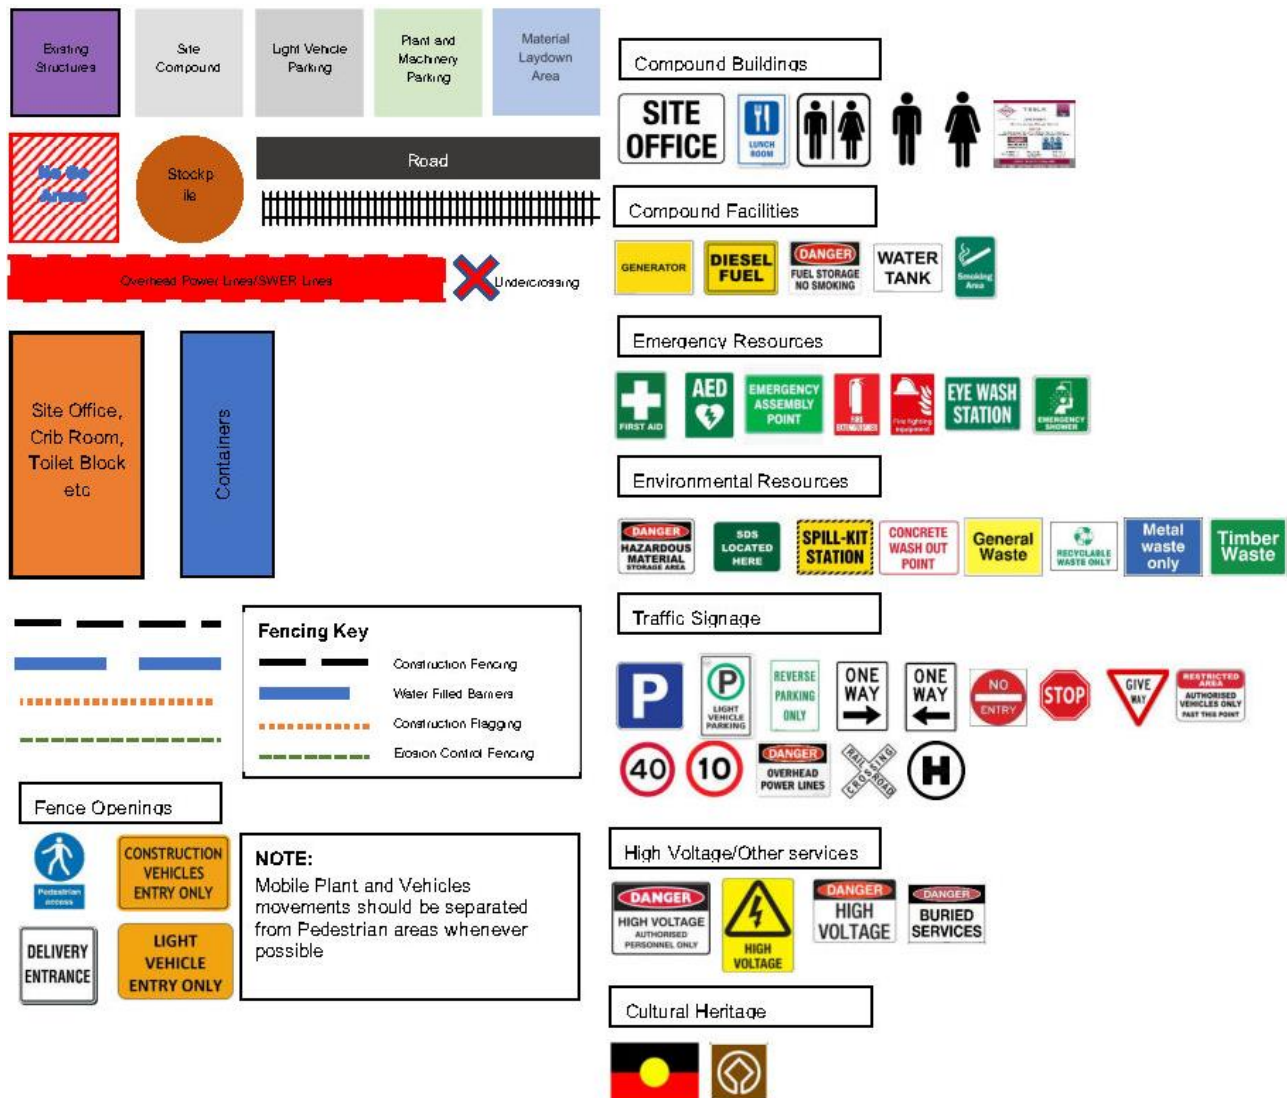 Existing
Structures
Site
Compound
Light Vehicle
Parking
Plant and
Machinery
Parking
Material
Laydown
Area
No Go
Areas
Stockp
ile
Road
Overhead Power Lines/SWER Lines
Undercrossing
Site Office,
Crib Room,
Toilet Block
etc
Containers
Fencing Key
Construction Fencing
Water Filled Barriers
Construction Flagging
Erosion Control Fencing
Fence Openings
Pedestrian
access
CONSTRUCTION
VEHICLES
ENTRY ONLY
DELIVERY
ENTRANCE
LIGHT
VEHICLE
ENTRY ONLY
NOTE:
Mobile Plant and Vehicles
movements should be separated
from Pedestrian areas whenever
possible
Compound Buildings
SITE
OFFICE
LUNCH
ROOM
TESLA
Compound Facilities
GENERATOR
DIESEL
FUEL
DANGER
FUEL STORAGE
NO SMOKING
WATER
TANK
Smoking
Area
Emergency Resources
FIRST AID
AED
EMERGENCY
ASSEMBLY
POINT
FIRE
EXTINGUISHER
Fire fighting
equipment
EYE WASH
STATION
EMERGENCY
SHOWER
Environmental Resources
DANGER
HAZARDOUS
MATERIAL
STORAGE AREA
SDS
LOCATED
HERE
SPILL-KIT
STATION
CONCRETE
WASH OUT
POINT
General
Waste
RECYCLABLE
WASTE ONLY
Metal
waste
only
Timber
Waste
Traffic Signage
P
P
LIGHT
VEHICLE
PARKING
REVERSE
PARKING
ONLY
ONE
WAY
ONE
WAY
NO
ENTRY
STOP
GIVE
WAY
RESTRICTED
AREA
AUTHORISED
VEHICLES ONLY
PAST THIS POINT
40
10
DANGER
OVERHEAD
POWER LINES
RAILROAD
CROSSING
H
High Voltage/Other services
DANGER
HIGH VOLTAGE
AUTHORISED
PERSONNEL ONLY
HIGH
VOLTAGE
DANGER
HIGH
VOLTAGE
DANGER
BURIED
SERVICES
Cultural Heritage